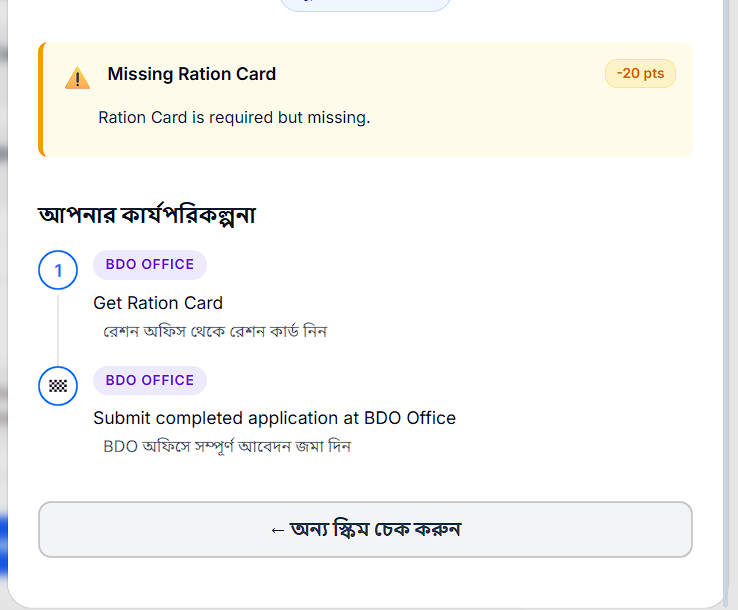 Missing Ration Card
-20 pts
Ration Card is required but missing.
আপনার কার্যপরিকল্পনা
1
BDO OFFICE
Get Ration Card
রেশন অফিস থেকে রেশন কার্ড নিন
BDO OFFICE
Submit completed application at BDO Office
BDO অফিসে সম্পূর্ণ আবেদন জমা দিন
← অন্য স্কিম চেক করুন